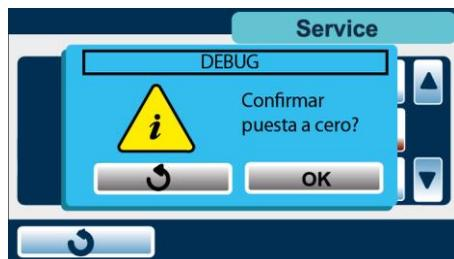 Service
DEBUG
i
Confirmar
puesta a cero?
OK